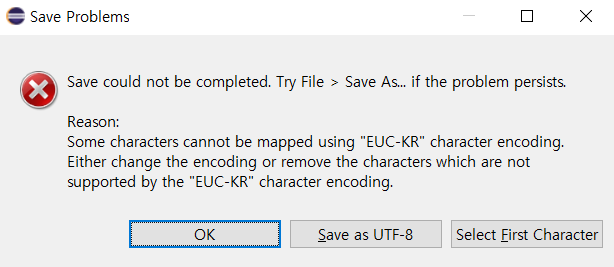 Save Problems
Save could not be completed. Try File > Save As... if the problem persists.
Reason:
Some characters cannot be mapped using "EUC-KR" character encoding.
Either change the encoding or remove the characters which are not
supported by the "EUC-KR" character encoding.
OK
Save as UTF-8
Select First Character